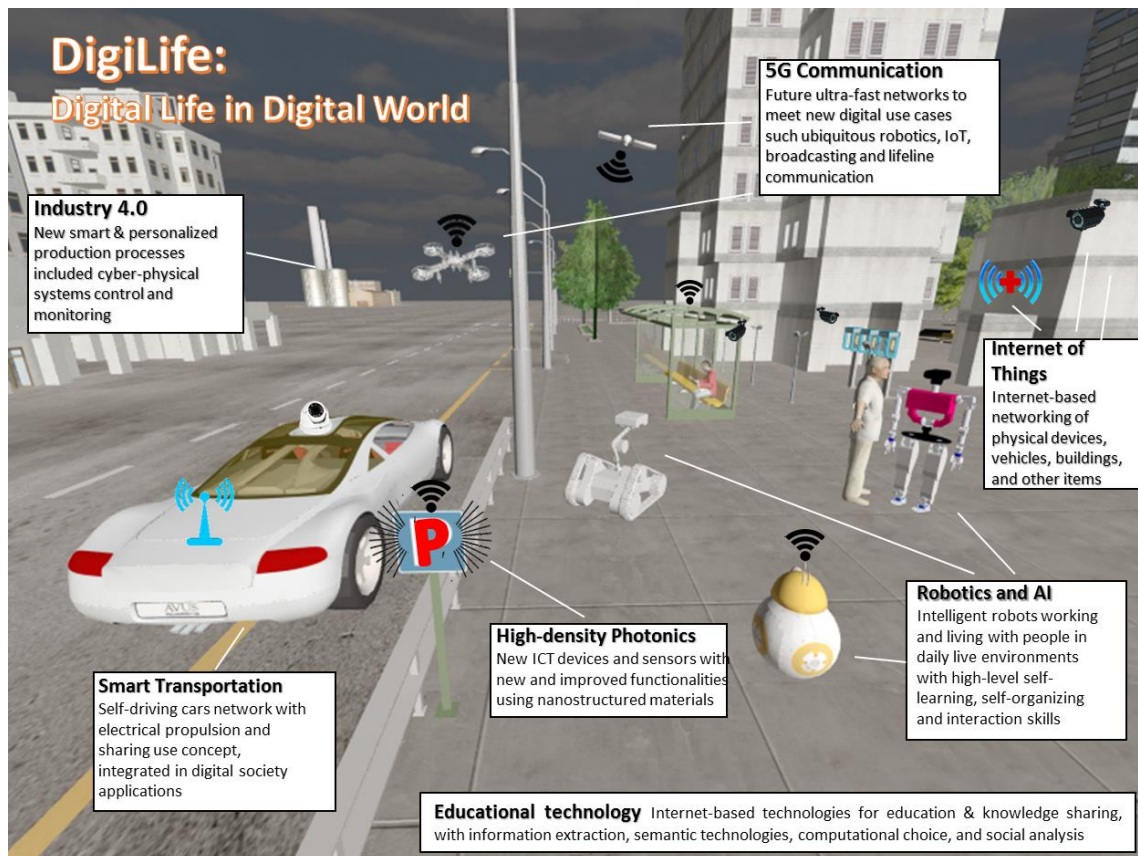 DigiLife:
Digital Life in Digital World
5G Communication
Future ultra-fast networks to
meet new digital use cases
such ubiquitous robotics, IoT,
broadcasting and lifeline
communication
Industry 4.0
New smart & personalized
production processes
included cyber-physical
systems control and
monitoring
Internet of
Things
Internet-based
networking of
physical devices,
vehicles, buildings,
and other items
P
AVUS
Robotics and AI
Intelligent robots working
and living with people in
daily live environments
with high-level self-
learning, self-organizing
and interaction skills
High-density Photonics
New ICT devices and sensors with
new and improved functionalities
using nanostructured materials
Smart Transportation
Self-driving cars network with
electrical propulsion and
sharing use concept,
integrated in digital society
applications
Educational technology Internet-based technologies for education & knowledge sharing,
with information extraction, semantic technologies, computational choice, and social analysis